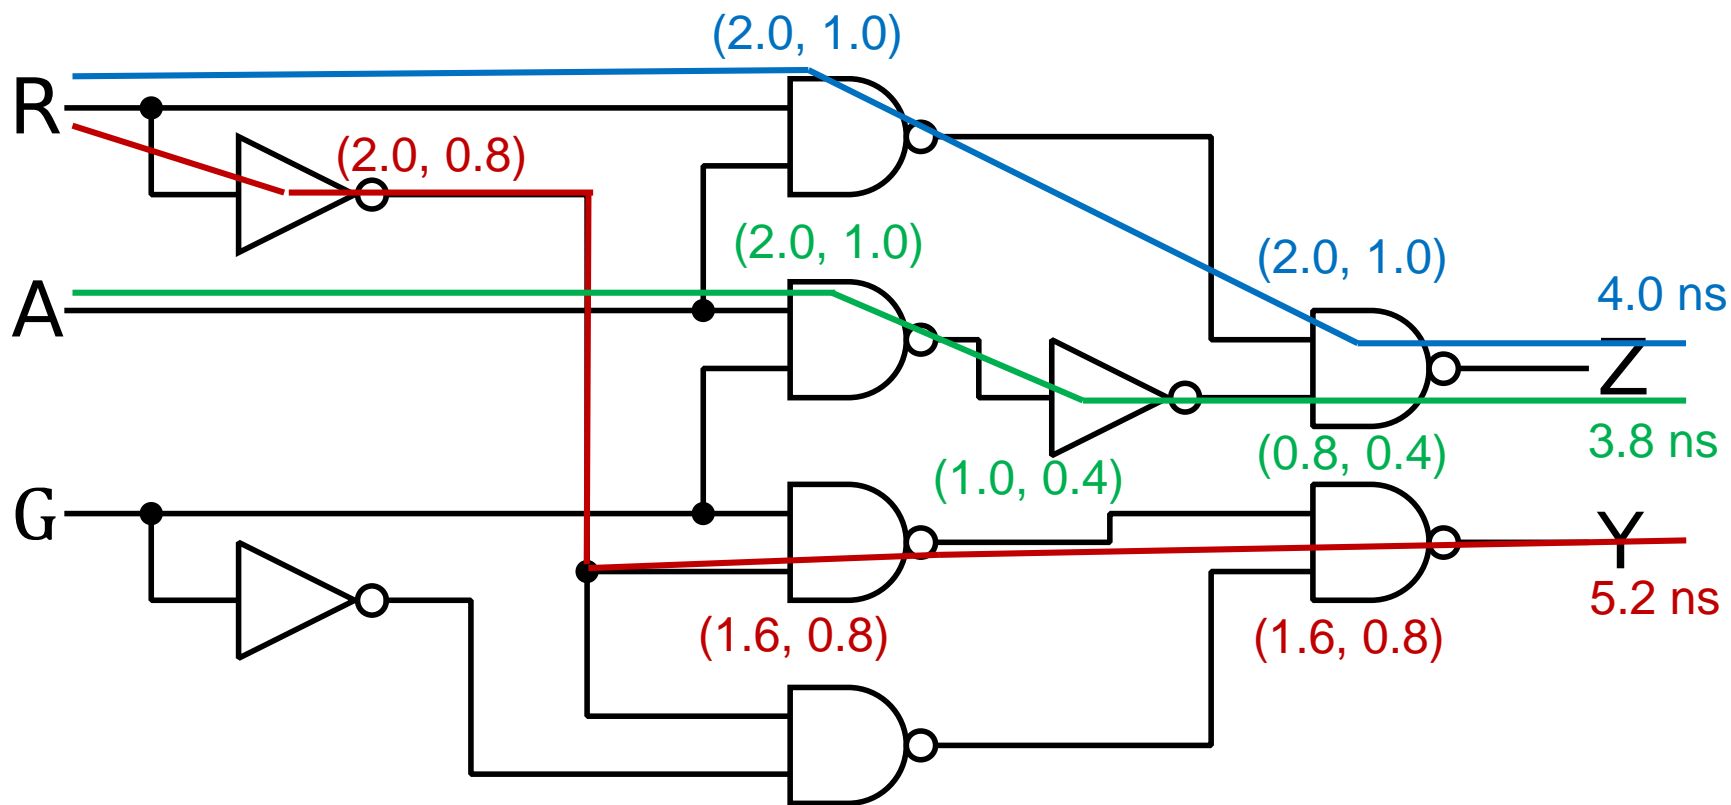 (2.0, 1.0)
R
(2.0, 0.8)
(2.0, 1.0)
(2.0, 1.0)
4.0 ns
A
Z
3.8 ns
(0.8, 0.4)
(1.0, 0.4)
G
Y
5.2 ns
(1.6, 0.8)
(1.6, 0.8)